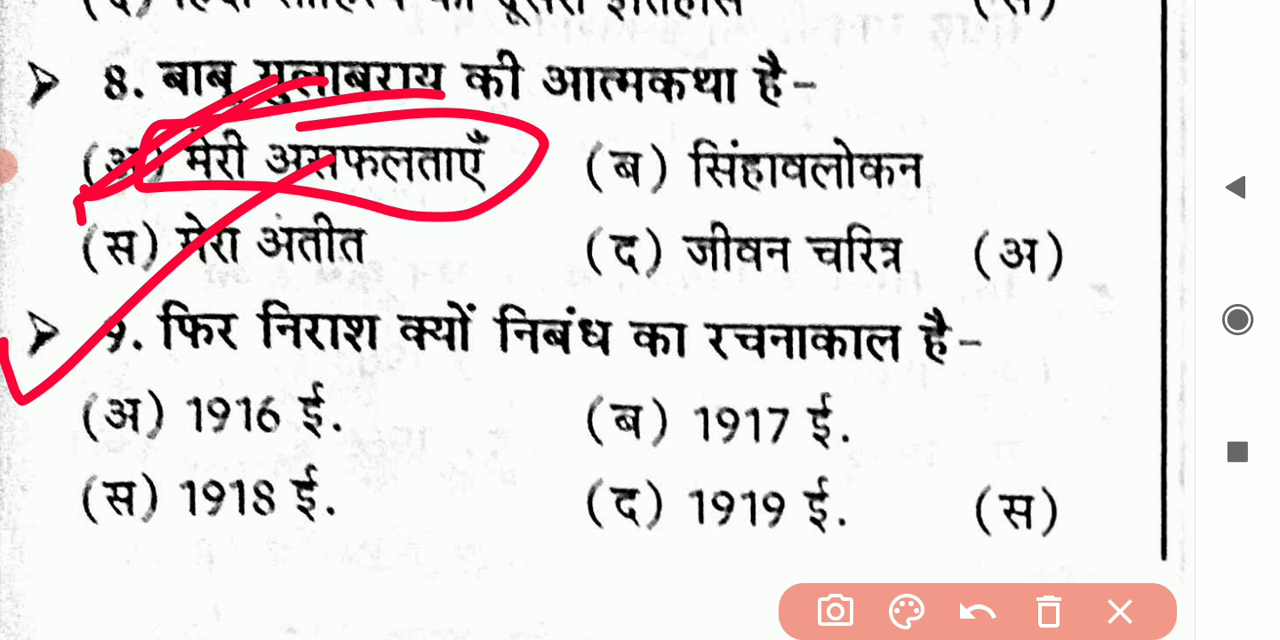 8. बाबू गुलाबराय की आत्मकथा है-
(अ) मेरी असफलताएँ (ब) सिंहावलोकन
(स) मेरा अतीत (द) जीवन चरित्र (अ)
9. फिर निराश क्यों निबंध का रचनाकाल है-
(अ) 1916 ई. (ब) 1917 ई.
(स) 1918 ई. (द) 1919 ई. (स)